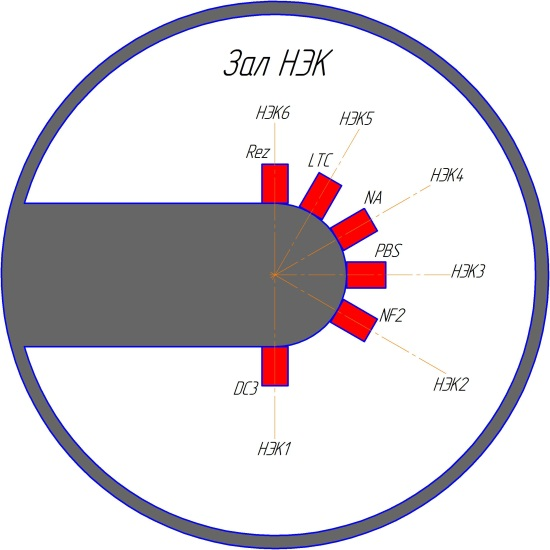 Зал НЭК
НЭК6
НЭК5
Rez
LTC
НЭК4
NA
PBS
НЭК3
NF2
НЭК2
DC3
НЭК1